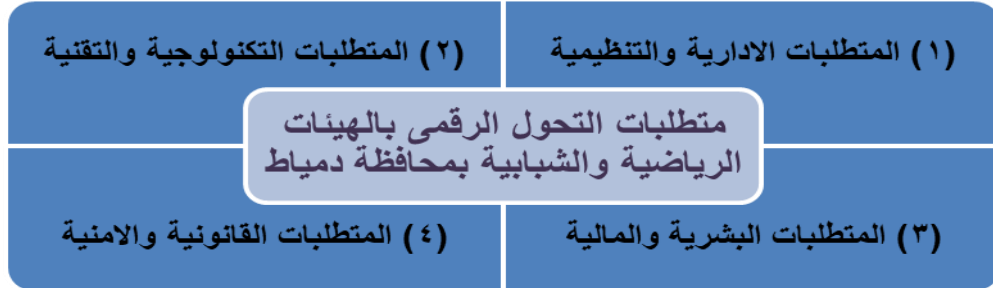 (١) المتطلبات الادارية والتنظيمية
(٢) المتطلبات التكنولوجية والتقنية
متطلبات التحول الرقمى بالهيئات
الرياضية والشبابية بمحافظة دمياط
(٣) المتطلبات البشرية والمالية
(٤) المتطلبات القانونية والامنية